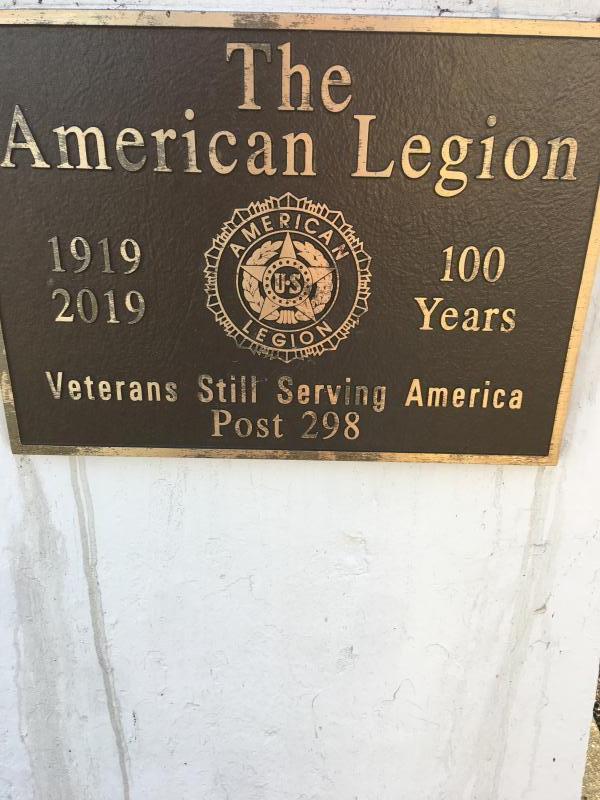 The
American Legion
1919
2019
AMERICAN
U·S
LEGION
100
Years
Veterans Still Serving America
Post 298